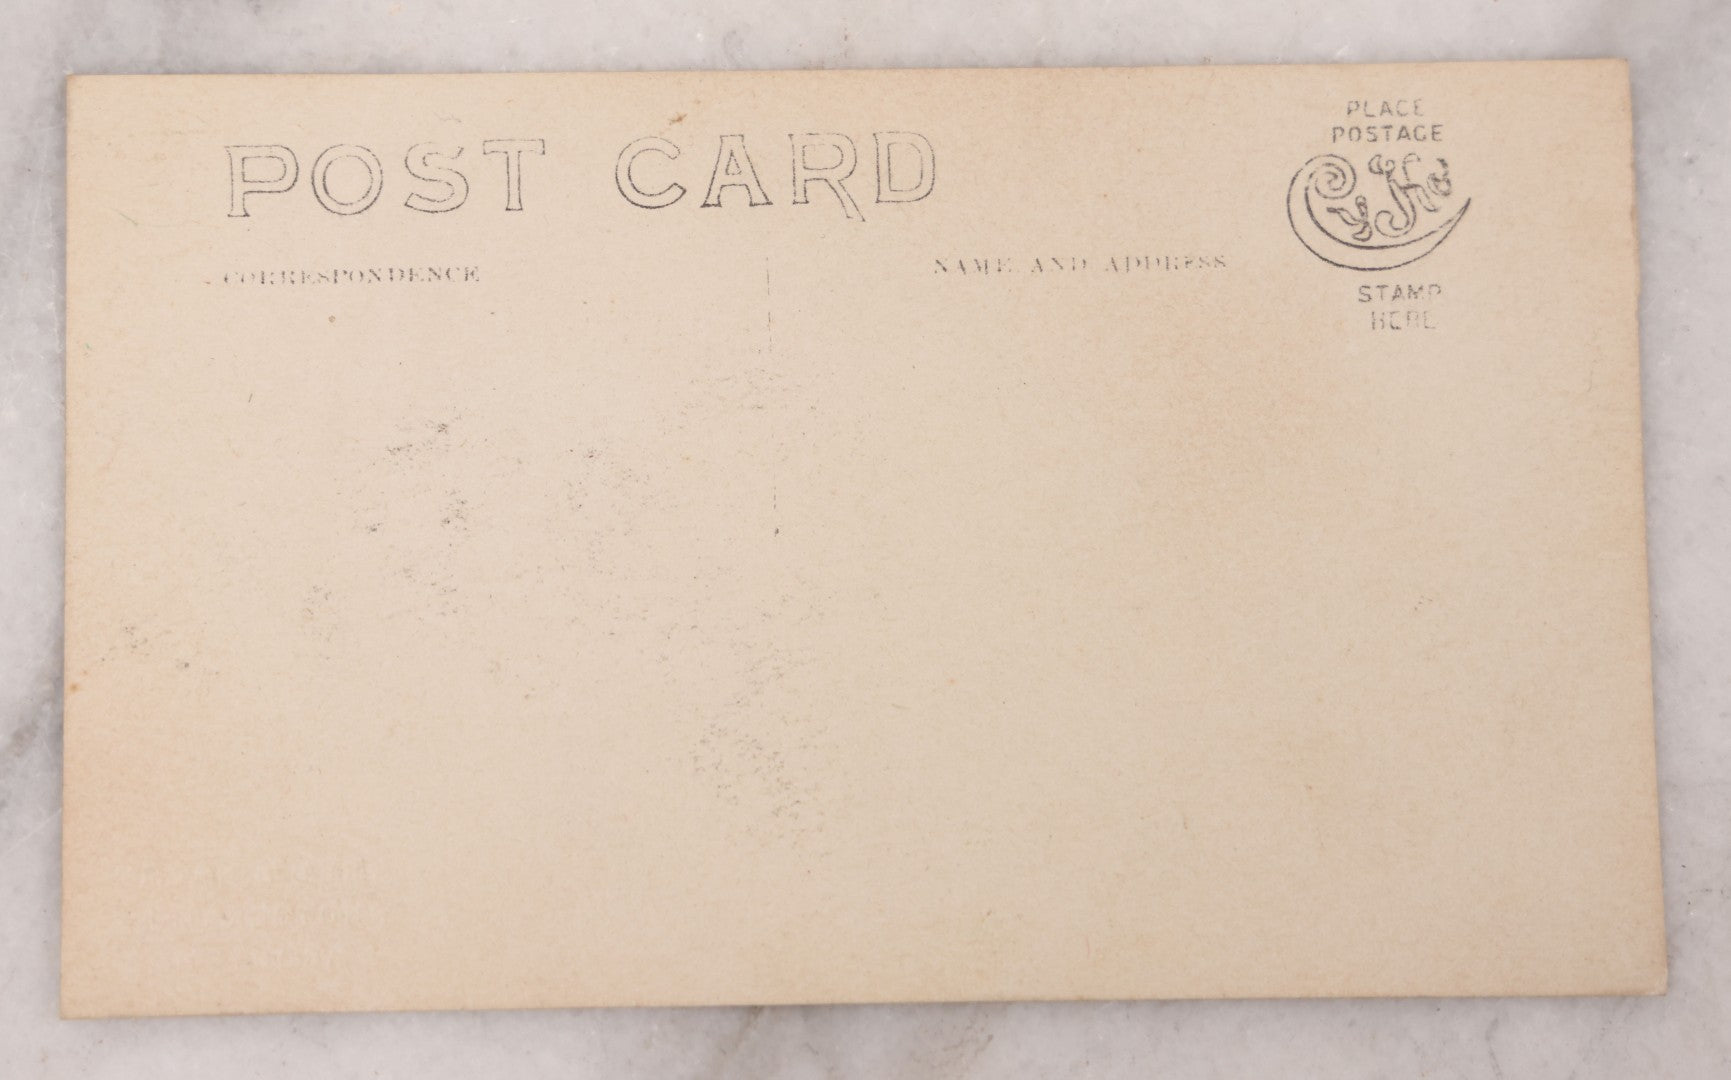 POST CARD
CORRESPONDENCE
NAME AND ADDRESS
PLACE
POSTAGE
STAMP
HERE